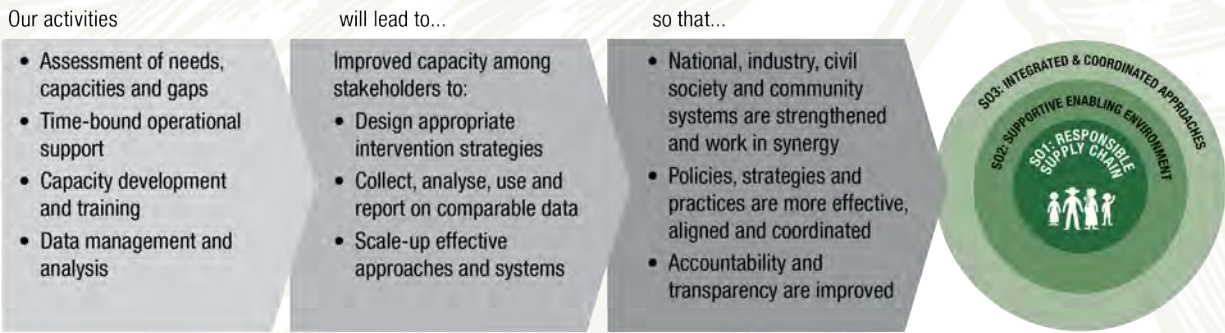 Our activities
• Assessment of needs,
capacities and gaps
• Time-bound operational
support
• Capacity development
and training
• Data management and
analysis
will lead to...
Improved capacity among
stakeholders to:
• Design appropriate
intervention strategies
• Collect, analyse, use and
report on comparable data
• Scale-up effective
approaches and systems
so that...
• National, industry, civil
society and community
systems are strengthened
and work in synergy
• Policies, strategies and
practices are more effective,
aligned and coordinated
• Accountability and
transparency are improved
SO3: INTEGRATED & COORDINATED APPROACHES
SO2: SUPPORTIVE ENABLING ENVIRONMENT
SO1: RESPONSIBLE
SUPPLY CHAIN